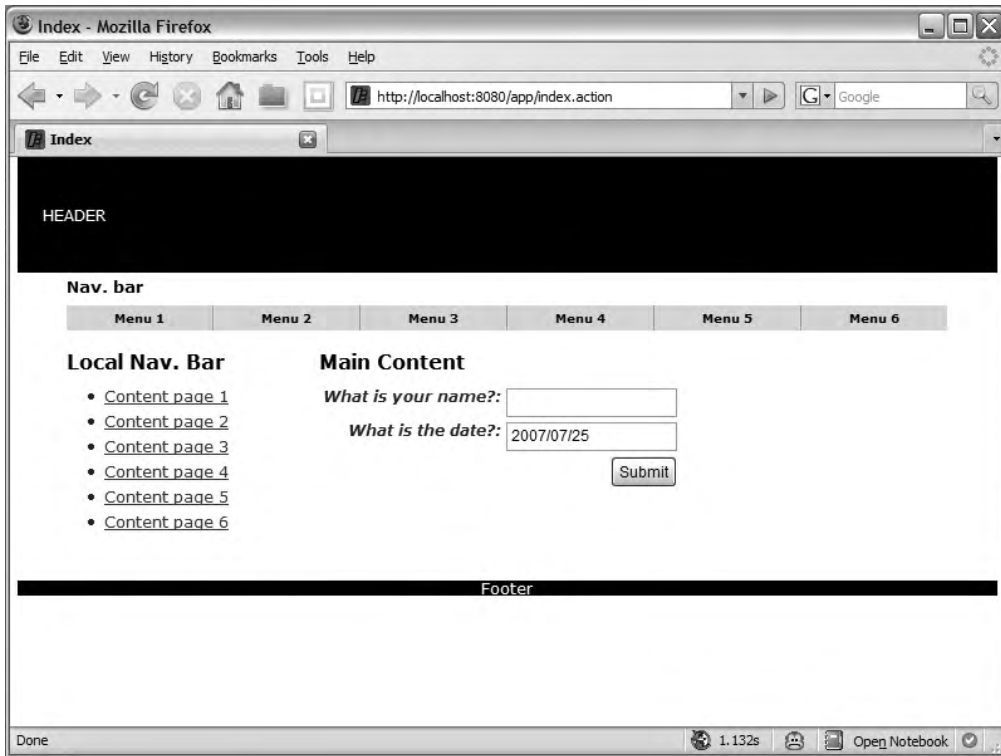 Index - Mozilla Firefox
File Edit View History Bookmarks Tools Help
http://localhost:8080/app/index.action G Google
Index
HEADER
Nav. bar
Menu 1 Menu 2 Menu 3 Menu 4 Menu 5 Menu 6
Local Nav. Bar
Content page 1
Content page 2
Content page 3
Content page 4
Content page 5
Content page 6
Main Content
What is your name?:
What is the date?: 2007/07/25
Submit
Footer
Done 1.132s Open Notebook